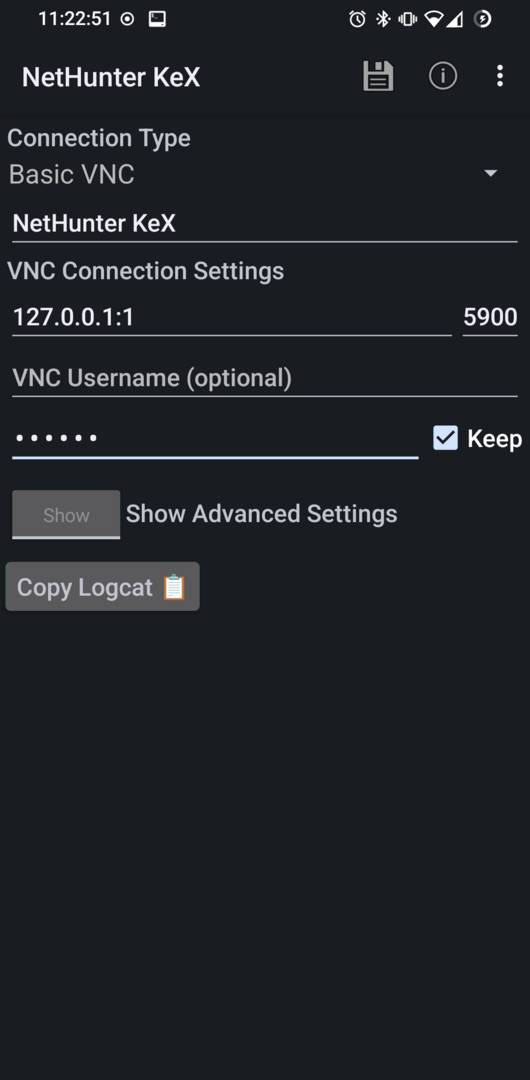 11:22:51
NetHunter KeX
Connection Type
Basic VNC
NetHunter KeX
VNC Connection Settings
127.0.0.1:1 5900
VNC Username (optional)
•••••• Keep
Show Show Advanced Settings
Copy Logcat 📋